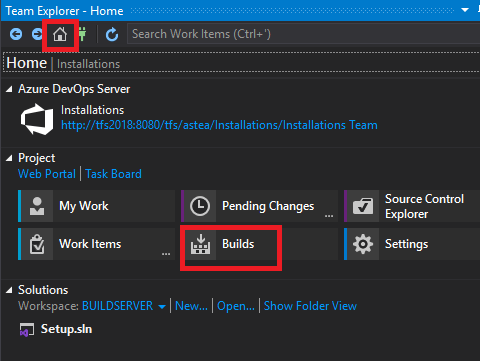 Team Explorer - Home
Search Work Items (Ctrl+')
Home | Installations
Azure DevOps Server
Installations
http://tfs2018:8080/tfs/astea/Installations/Installations Team
Project
Web Portal | Task Board
My Work
Pending Changes ...
Source Control Explorer
Work Items ...
Builds
Settings
Solutions
Workspace: BUILDSERVER | New... | Open... | Show Folder View
Setup.sln